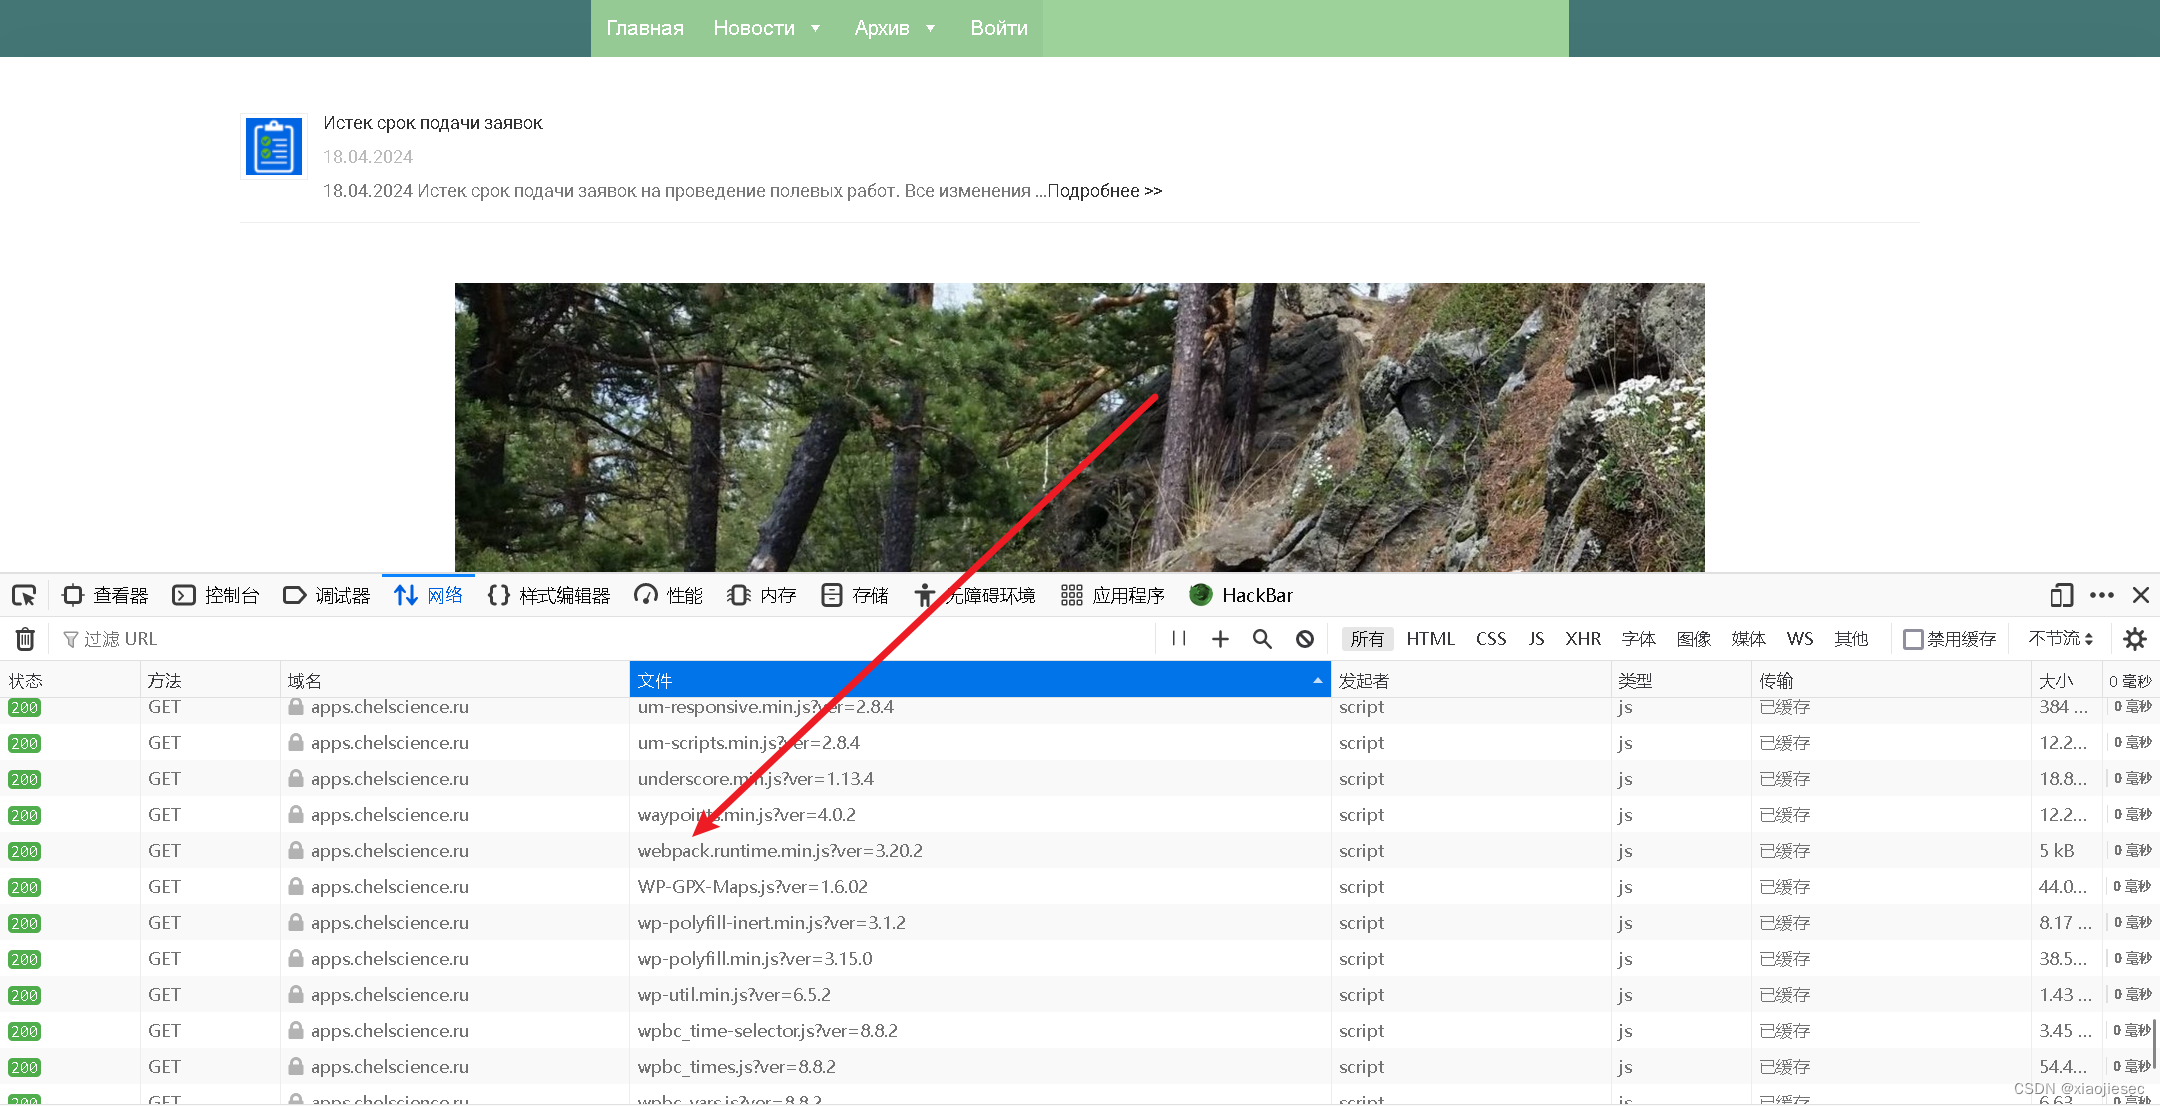 Главная Новости Архив Войти
Истек срок подачи заявок
18.04.2024
18.04.2024 Истек срок подачи заявок на проведение полевых работ. Все изменения ...Подробнее >>
查看器 控制台 调试器 网络 样式编辑器 性能 内存 存储 无障碍环境 应用程序 HackBar
过滤 URL 所有 HTML CSS JS XHR 字体 图像 媒体 WS 其他 禁用缓存 不节流
状态 方法 域名 文件 发起者 类型 传输 大小 0 毫秒
200 GET apps.chelscience.ru um-responsive.min.js?ver=2.8.4 script js 已缓存 384 ... 0 毫秒
200 GET apps.chelscience.ru um-scripts.min.js?ver=2.8.4 script js 已缓存 12.2... 0 毫秒
200 GET apps.chelscience.ru underscore.min.js?ver=1.13.4 script js 已缓存 18.8... 0 毫秒
200 GET apps.chelscience.ru waypoints.min.js?ver=4.0.2 script js 已缓存 12.2... 0 毫秒
200 GET apps.chelscience.ru webpack.runtime.min.js?ver=3.20.2 script js 已缓存 5 kB 0 毫秒
200 GET apps.chelscience.ru WP-GPX-Maps.js?ver=1.6.02 script js 已缓存 44.0... 0 毫秒
200 GET apps.chelscience.ru wp-polyfill-inert.min.js?ver=3.1.2 script js 已缓存 8.17 ... 0 毫秒
200 GET apps.chelscience.ru wp-polyfill.min.js?ver=3.15.0 script js 已缓存 38.5... 0 毫秒
200 GET apps.chelscience.ru wp-util.min.js?ver=6.5.2 script js 已缓存 1.43 ... 0 毫秒
200 GET apps.chelscience.ru wpbc_time-selector.js?ver=8.8.2 script js 已缓存 3.45 ... 0 毫秒
200 GET apps.chelscience.ru wpbc_times.js?ver=8.8.2 script js 已缓存 54.4... 0 毫秒
200 GET apps.chelscience.ru wpbc_vars.js?ver=8.8.2 script js 已缓存 6.63 0 毫秒
CSDN @xiaojiesec